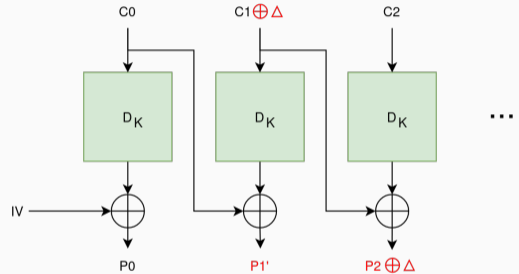 C0 C1⊕Δ C2
D_K D_K D_K
...
IV
P0 P1' P2⊕Δ